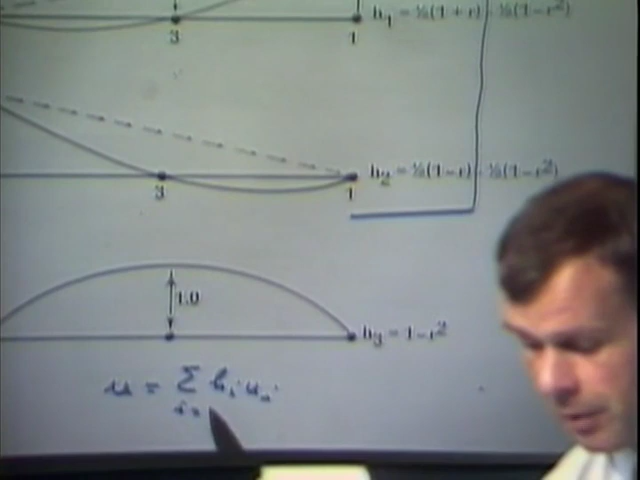 h₁ = ½(1 + r) - ½(1-r²)
3
1
h₂ = ½(1 - r) - ½(1-r²)
3
1
1.0
h₃ = 1-r²
u = Σ hᵢ uᵢ
i=